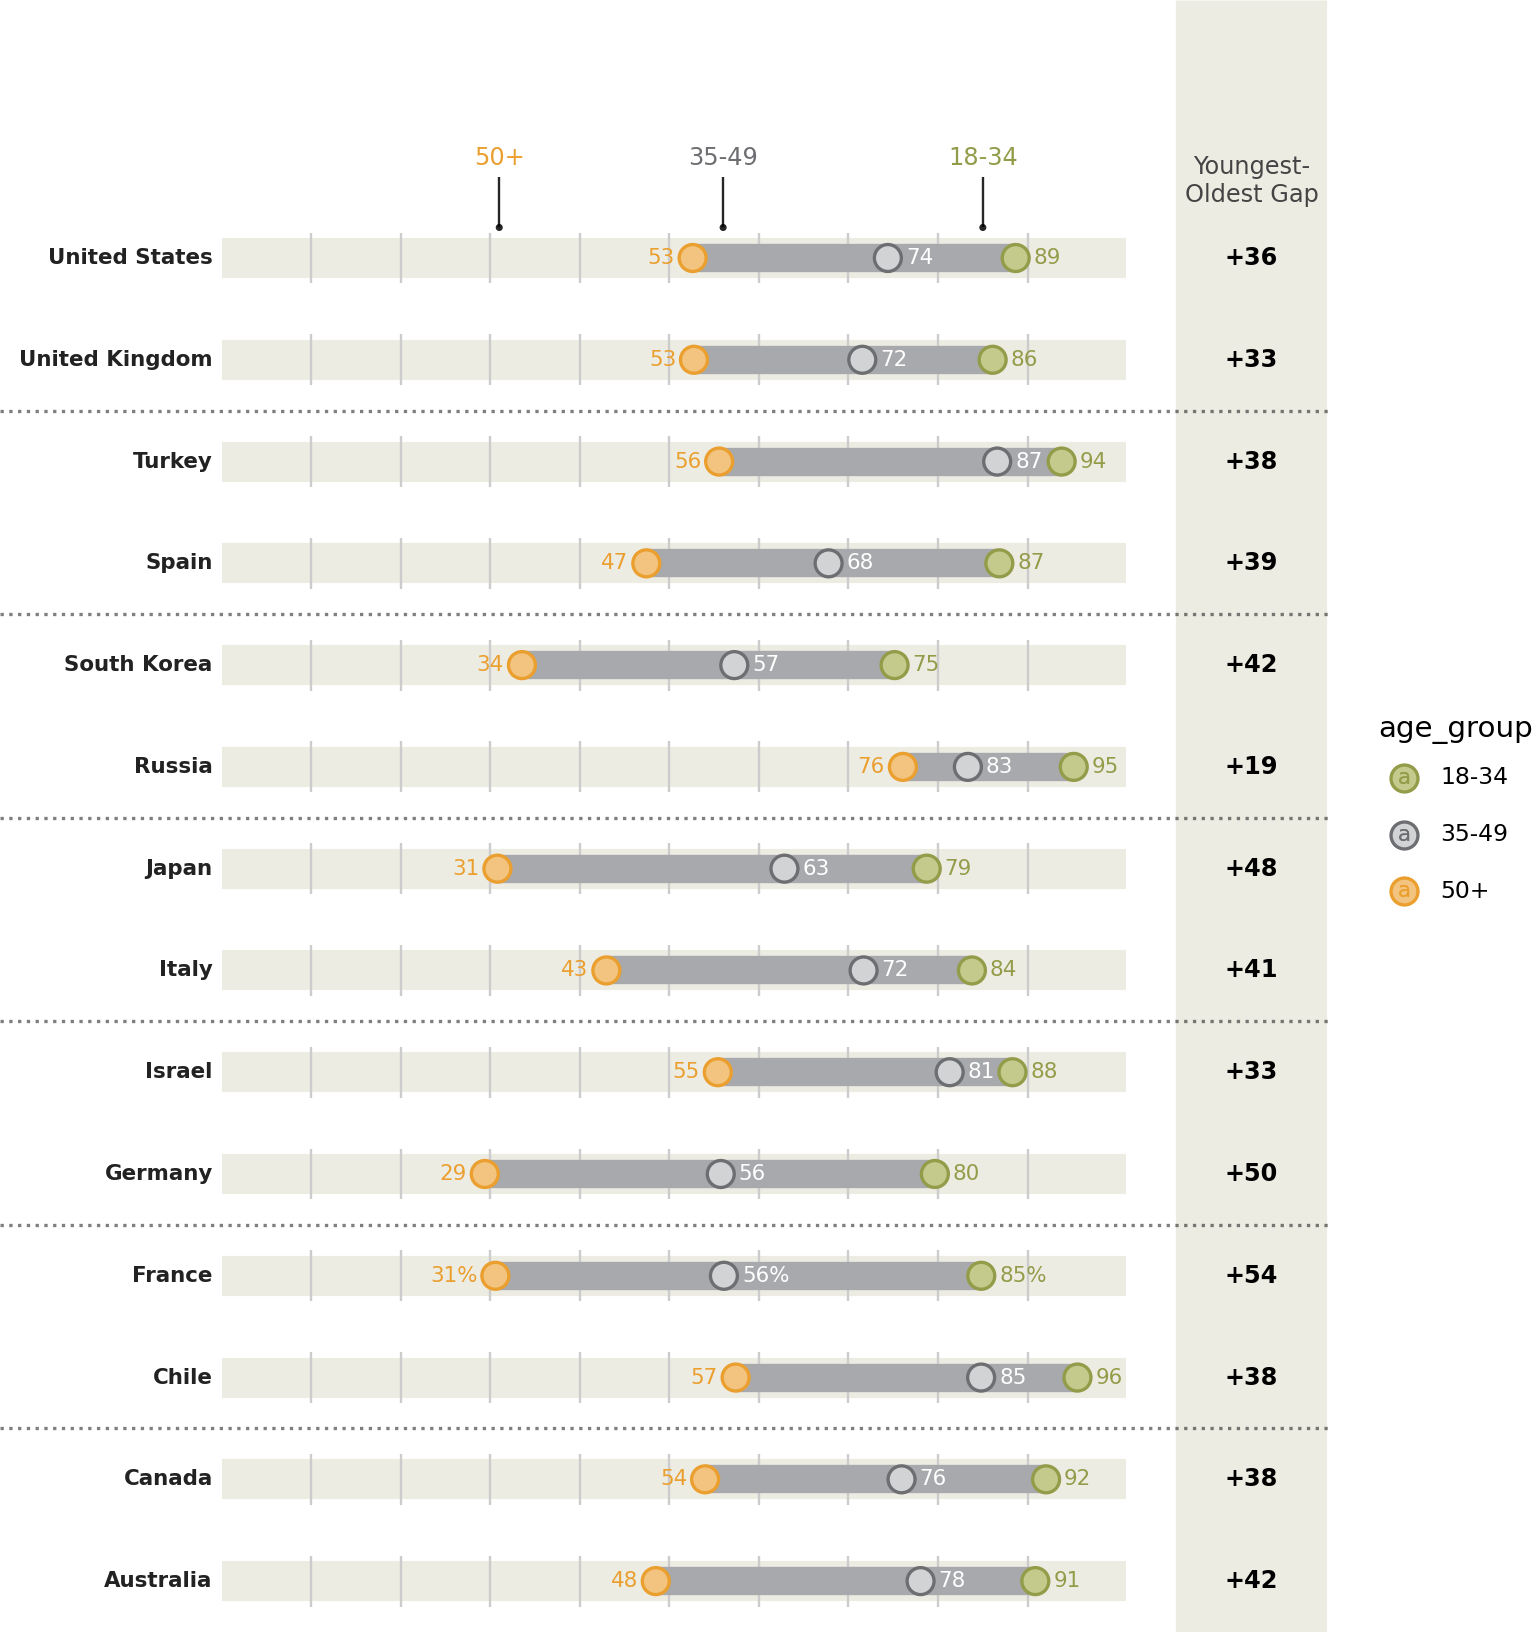 50+ 35-49 18-34 Youngest-
Oldest Gap
United States 53 74 89 +36
United Kingdom 53 72 86 +33
Turkey 56 87 94 +38
Spain 47 68 87 +39
South Korea 34 57 75 +42
age_group
Russia 76 83 95 +19
a 18-34
a 35-49
Japan 31 63 79 +48
a 50+
Italy 43 72 84 +41
Israel 55 81 88 +33
Germany 29 56 80 +50
France 31% 56% 85% +54
Chile 57 85 96 +38
Canada 54 76 92 +38
Australia 48 78 91 +42